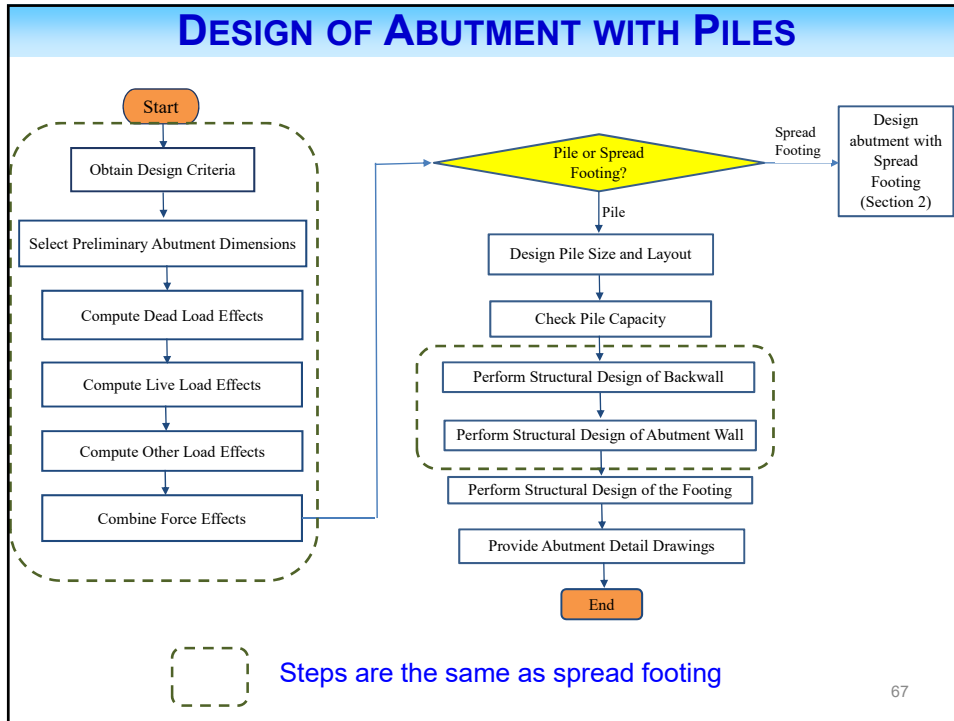 DESIGN OF ABUTMENT WITH PILES
Start
Obtain Design Criteria
Select Preliminary Abutment Dimensions
Compute Dead Load Effects
Compute Live Load Effects
Compute Other Load Effects
Combine Force Effects
Pile or Spread
Footing?
Spread
Footing
Design
abutment with
Spread
Footing
(Section 2)
Pile
Design Pile Size and Layout
Check Pile Capacity
Perform Structural Design of Backwall
Perform Structural Design of Abutment Wall
Perform Structural Design of the Footing
Provide Abutment Detail Drawings
End
Steps are the same as spread footing
67